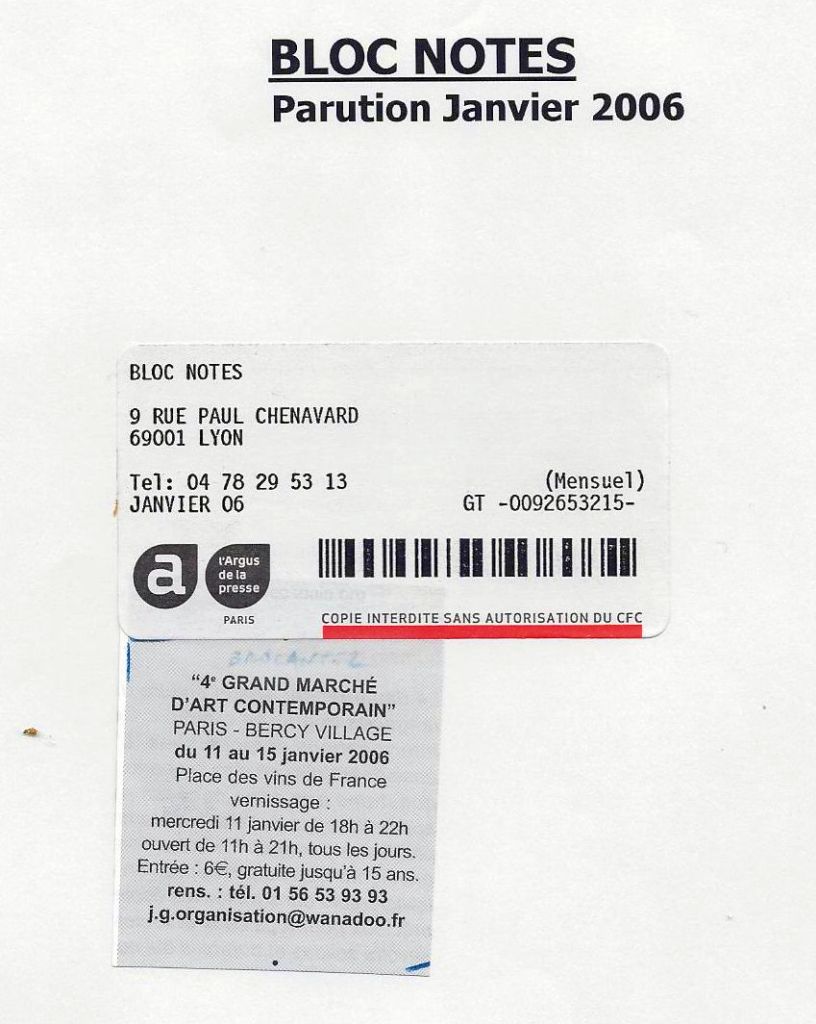 BLOC NOTES
Parution Janvier 2006
BLOC NOTES
9 RUE PAUL CHENAVARD
69001 LYON
Tel: 04 78 29 53 13 (Mensuel)
JANVIER 06 GT -0092653215-
a
l'Argus
de la
presse
PARIS
COPIE INTERDITE SANS AUTORISATION DU CFC
“4e GRAND MARCHÉ
D'ART CONTEMPORAIN”
PARIS - BERCY VILLAGE
du 11 au 15 janvier 2006
Place des vins de France
vernissage :
mercredi 11 janvier de 18h à 22h
ouvert de 11h à 21h, tous les jours.
Entrée : 6€, gratuite jusqu'à 15 ans.
rens. : tél. 01 56 53 93 93
j.g.organisation@wanadoo.fr